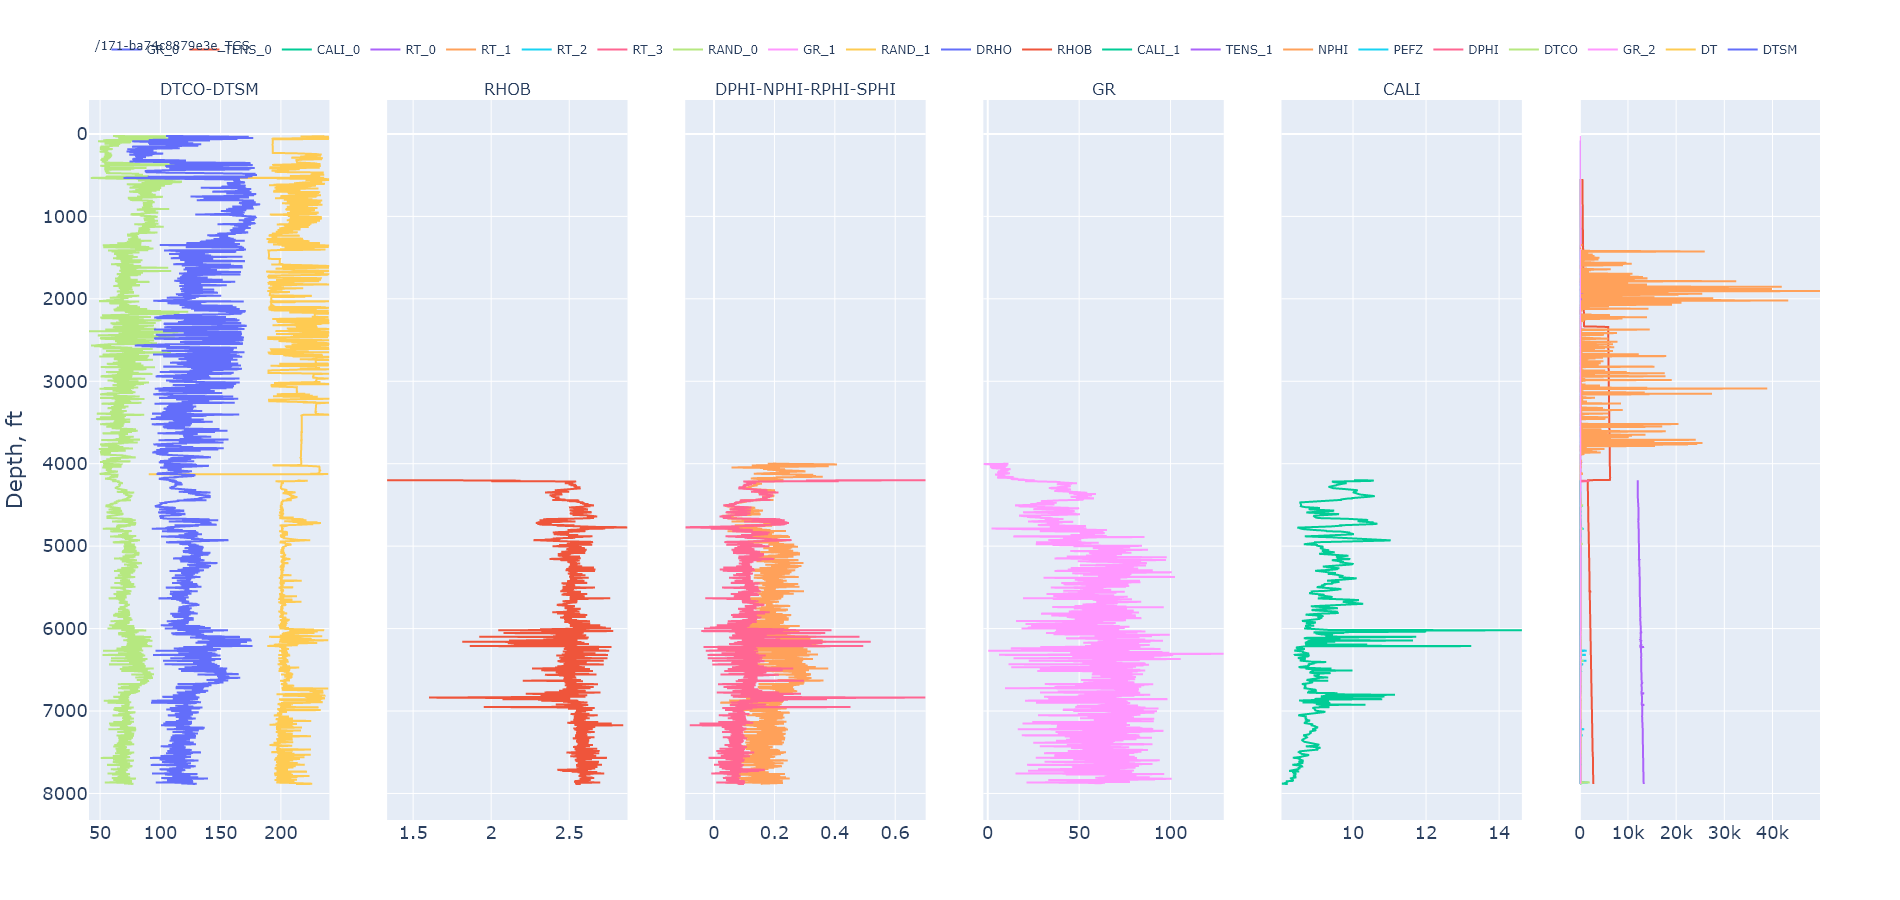 /171-ba74c8879e3e_TGS
GR_0 TENS_0 CALI_0 RT_0 RT_1 RT_2 RT_3 RAND_0 GR_1 RAND_1 DRHO RHOB CALI_1 TENS_1 NPHI PEFZ DPHI DTCO GR_2 DT DTSM
DTCO-DTSM RHOB DPHI-NPHI-RPHI-SPHI GR CALI
0
1000
2000
3000
4000
5000
6000
7000
8000
Depth, ft
50 100 150 200 1.5 2 2.5 0 0.2 0.4 0.6 0 50 100 10 12 14 0 10k 20k 30k 40k